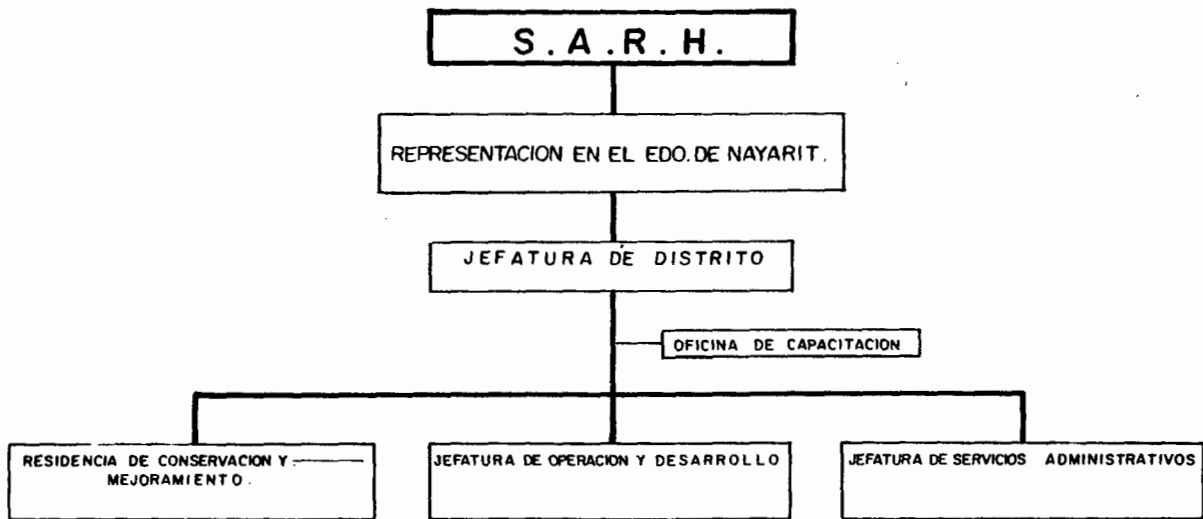 S.A.R.H.
REPRESENTACION EN EL EDO. DE NAYARIT.
JEFATURA DE DISTRITO
OFICINA DE CAPACITACION
RESIDENCIA DE CONSERVACION Y
MEJORAMIENTO.
JEFATURA DE OPERACION Y DESARROLLO
JEFATURA DE SERVICIOS ADMINISTRATIVOS